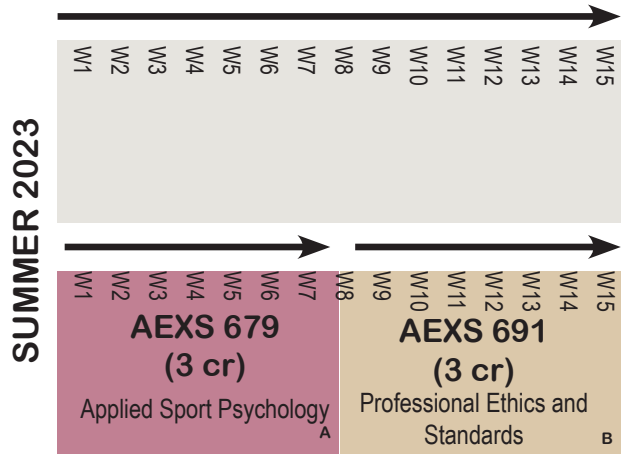 SUMMER 2023
W1 W2 W3 W4 W5 W6 W7 W8 W9 W10 W11 W12 W13 W14 W15
W1 W2 W3 W4 W5 W6 W7 W8 W9 W10 W11 W12 W13 W14 W15
AEXS 679
(3 cr)
Applied Sport Psychology
A
AEXS 691
(3 cr)
Professional Ethics and
Standards
B